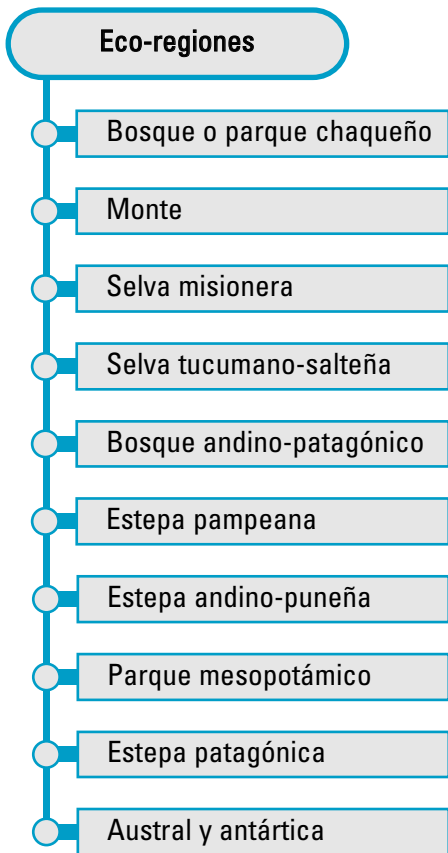 Eco-regiones
Bosque o parque chaqueño
Monte
Selva misionera
Selva tucumano-salteña
Bosque andino-patagónico
Estepa pampeana
Estepa andino-puneña
Parque mesopotámico
Estepa patagónica
Austral y antártica